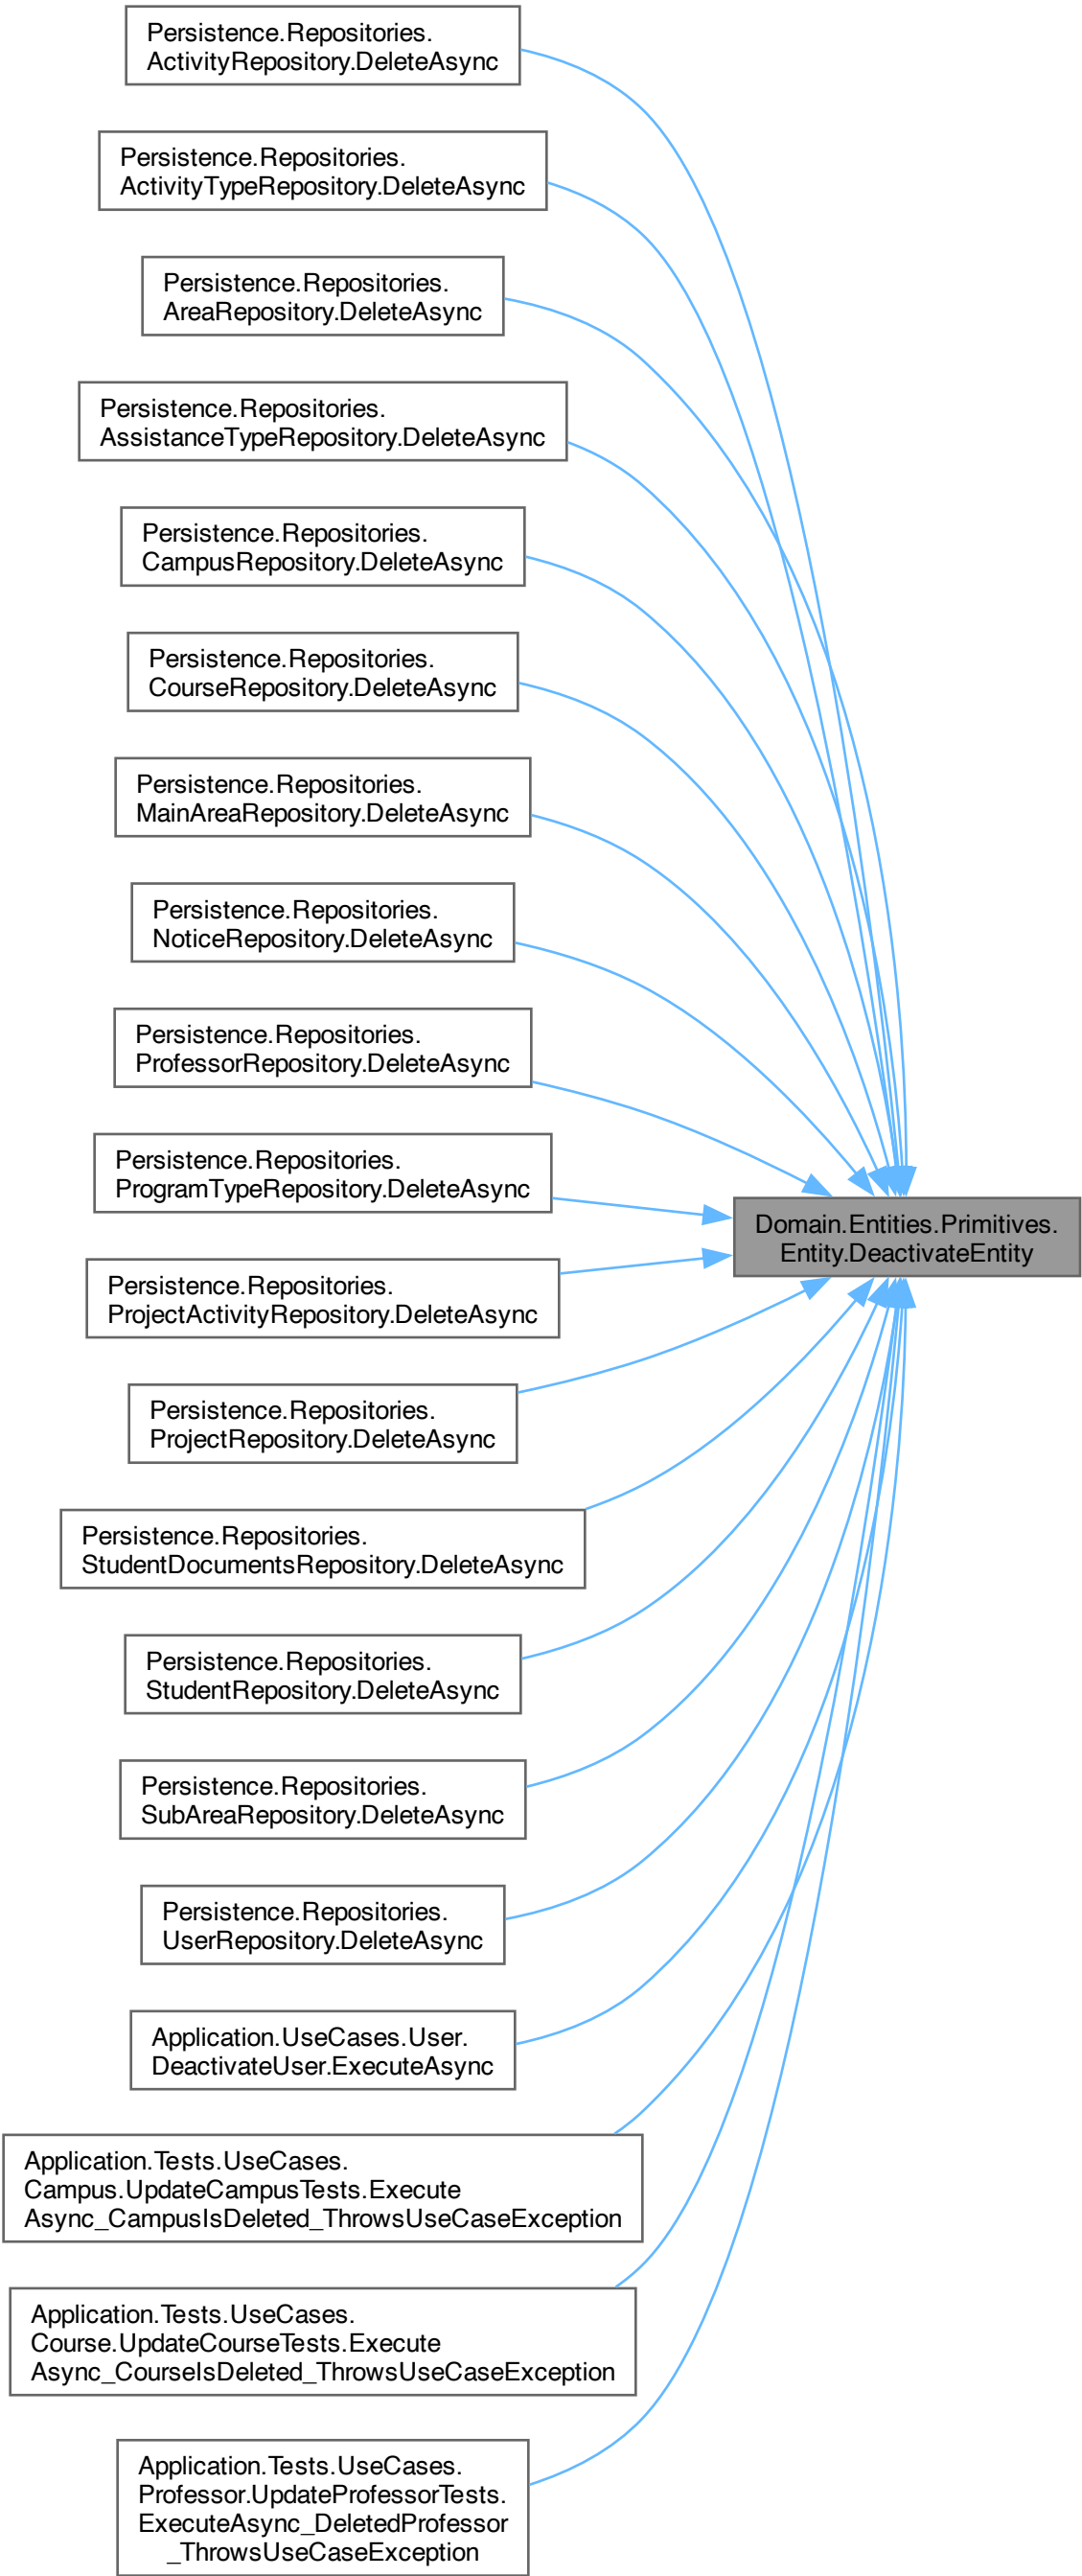 Persistence.Repositories.
ActivityRepository.DeleteAsync
Persistence.Repositories.
ActivityTypeRepository.DeleteAsync
Persistence.Repositories.
AreaRepository.DeleteAsync
Persistence.Repositories.
AssistanceTypeRepository.DeleteAsync
Persistence.Repositories.
CampusRepository.DeleteAsync
Persistence.Repositories.
CourseRepository.DeleteAsync
Persistence.Repositories.
MainAreaRepository.DeleteAsync
Persistence.Repositories.
NoticeRepository.DeleteAsync
Persistence.Repositories.
ProfessorRepository.DeleteAsync
Persistence.Repositories.
ProgramTypeRepository.DeleteAsync
Domain.Entities.Primitives.
Entity.DeactivateEntity
Persistence.Repositories.
ProjectActivityRepository.DeleteAsync
Persistence.Repositories.
ProjectRepository.DeleteAsync
Persistence.Repositories.
StudentDocumentsRepository.DeleteAsync
Persistence.Repositories.
StudentRepository.DeleteAsync
Persistence.Repositories.
SubAreaRepository.DeleteAsync
Persistence.Repositories.
UserRepository.DeleteAsync
Application.UseCases.User.
DeactivateUser.ExecuteAsync
Application.Tests.UseCases.
Campus.UpdateCampusTests.Execute
Async_CampusIsDeleted_ThrowsUseCaseException
Application.Tests.UseCases.
Course.UpdateCourseTests.Execute
Async_CourseIsDeleted_ThrowsUseCaseException
Application.Tests.UseCases.
Professor.UpdateProfessorTests.
ExecuteAsync_DeletedProfessor
_ThrowsUseCaseException